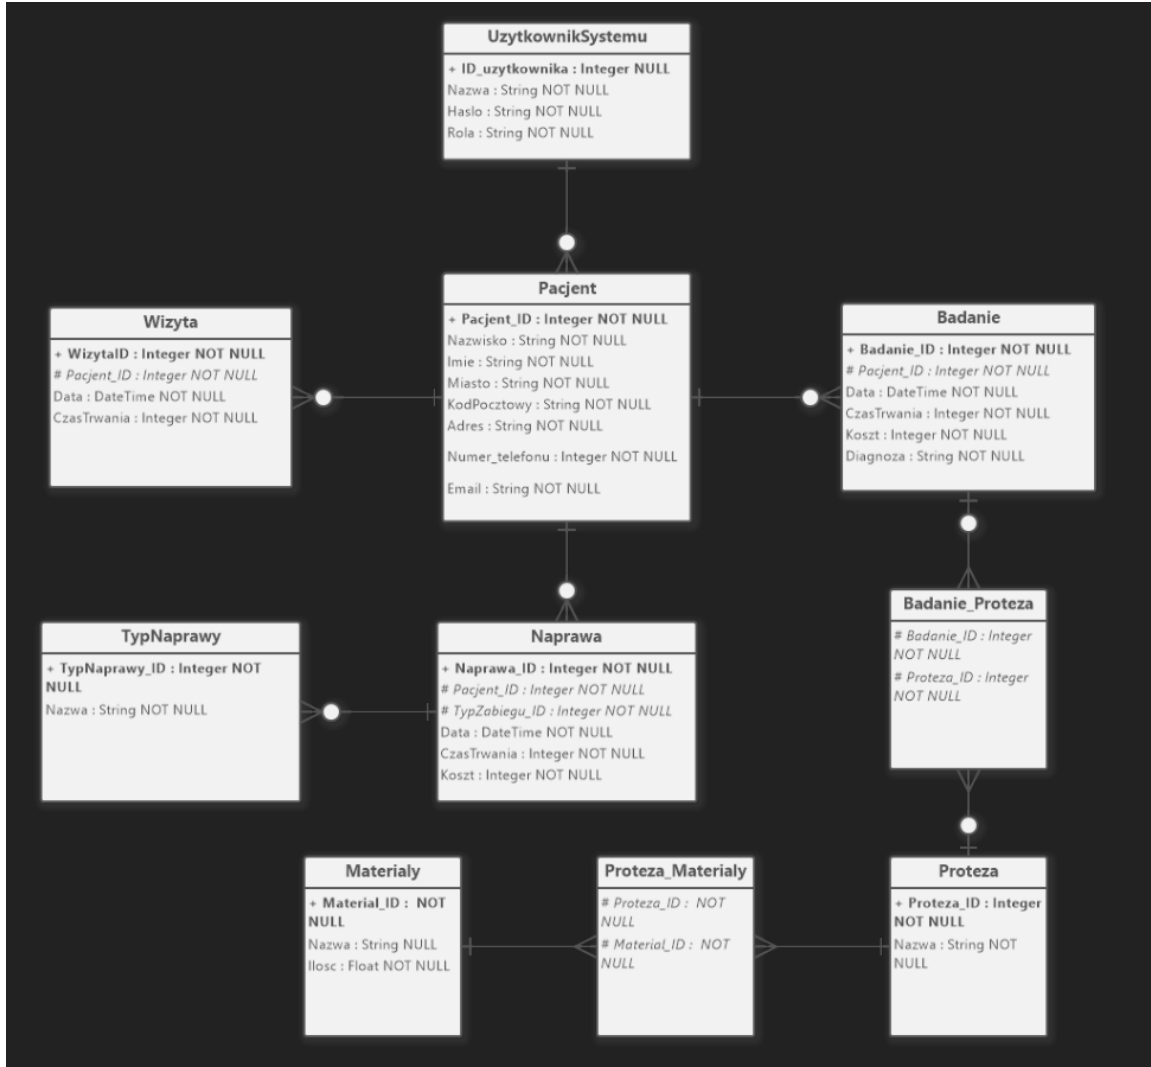 UzytkownikSystemu
+ ID_uzytkownika : Integer NULL
Nazwa : String NOT NULL
Haslo : String NOT NULL
Rola : String NOT NULL
Pacjent
+ Pacjent_ID : Integer NOT NULL
Nazwisko : String NOT NULL
Imie : String NOT NULL
Miasto : String NOT NULL
KodPocztowy : String NOT NULL
Adres : String NOT NULL
Numer_telefonu : Integer NOT NULL
Email : String NOT NULL
Wizyta
+ WizytaID : Integer NOT NULL
# Pacjent_ID : Integer NOT NULL
Data : DateTime NOT NULL
CzasTrwania : Integer NOT NULL
Badanie
+ Badanie_ID : Integer NOT NULL
# Pacjent_ID : Integer NOT NULL
Data : DateTime NOT NULL
CzasTrwania : Integer NOT NULL
Koszt : Integer NOT NULL
Diagnoza : String NOT NULL
Badanie_Proteza
# Badanie_ID : Integer
NOT NULL
# Proteza_ID : Integer
NOT NULL
TypNaprawy
+ TypNaprawy_ID : Integer NOT
NULL
Nazwa : String NOT NULL
Naprawa
+ Naprawa_ID : Integer NOT NULL
# Pacjent_ID : Integer NOT NULL
# TypZabiegu_ID : Integer NOT NULL
Data : DateTime NOT NULL
CzasTrwania : Integer NOT NULL
Koszt : Integer NOT NULL
Materialy
+ Material_ID : NOT
NULL
Nazwa : String NULL
Ilosc : Float NOT NULL
Proteza_Materialy
# Proteza_ID : NOT
NULL
# Material_ID : NOT
NULL
Proteza
+ Proteza_ID : Integer
NOT NULL
Nazwa : String NOT
NULL